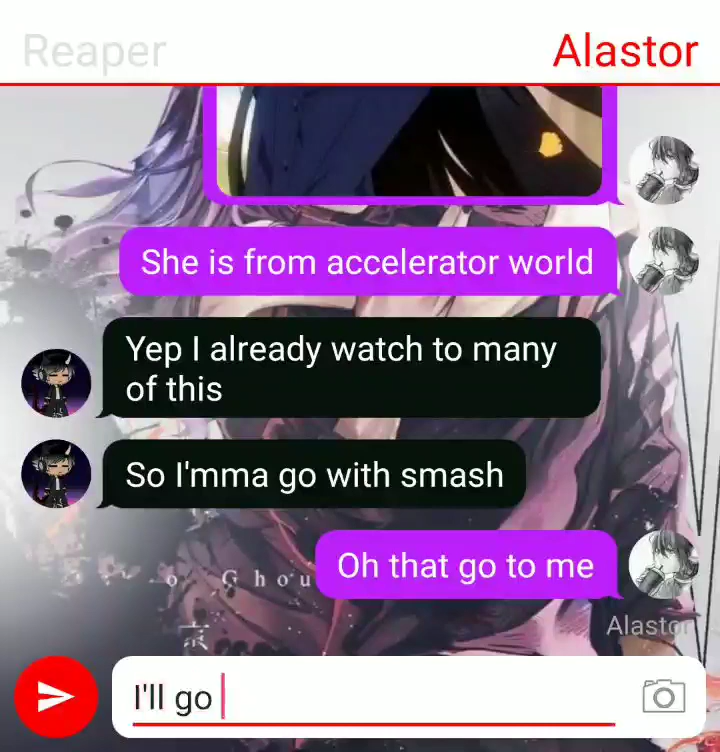 Reaper
Alastor
She is from accelerator world
Yep I already watch to many
of this
So I'mma go with smash
Oh that go to me
Ghou
Alastor
I'll go